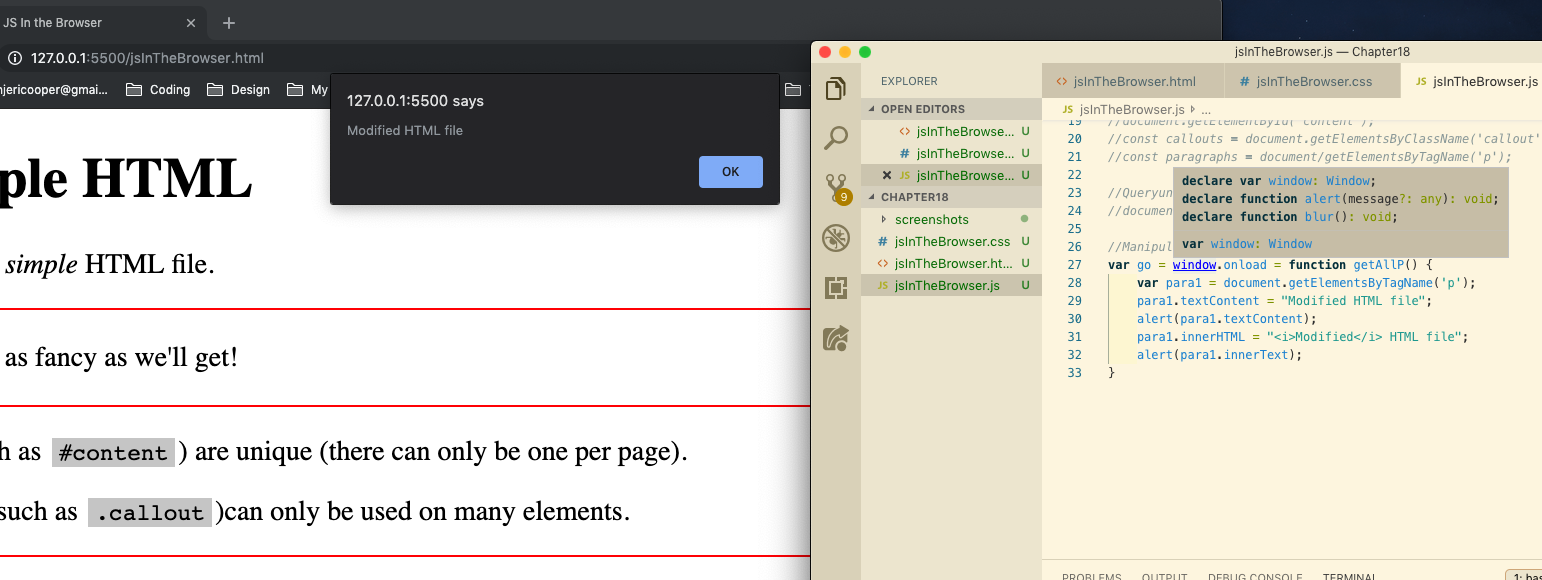 JS In the Browser
127.0.0.1:5500/jsInTheBrowser.html
njericooper@gmai... Coding Design My
127.0.0.1:5500 says
Modified HTML file
OK
ple HTML
simple HTML file.
as fancy as we'll get!
h as #content ) are unique (there can only be one per page).
such as .callout )can only be used on many elements.
jsInTheBrowser.js — Chapter18
EXPLORER
OPEN EDITORS
<> jsInTheBrowse... U
# jsInTheBrowse... U
JS jsInTheBrowse... U
CHAPTER18
screenshots
# jsInTheBrowser.css U
<> jsInTheBrowser.ht... U
JS jsInTheBrowser.js U
9
<> jsInTheBrowser.html # jsInTheBrowser.css JS jsInTheBrowser.js
JS jsInTheBrowser.js ...
19 //document.getElementById('content');
20 //const callouts = document.getElementsByClassName('callout'
21 //const paragraphs = document/getElementsByTagName('p');
22
23 //Queryun
24 //documen
25
26 //Manipul
declare var window: Window;
declare function alert(message?: any): void;
declare function blur(): void;
var window: Window
27 var go = window.onload = function getAllP() {
28 var para1 = document.getElementsByTagName('p');
29 para1.textContent = "Modified HTML file";
30 alert(para1.textContent);
31 para1.innerHTML = "<i>Modified</i> HTML file";
32 alert(para1.innerText);
33 }
PROBLEMS OUTPUT DEBUG CONSOLE TERMINAL 1: bas